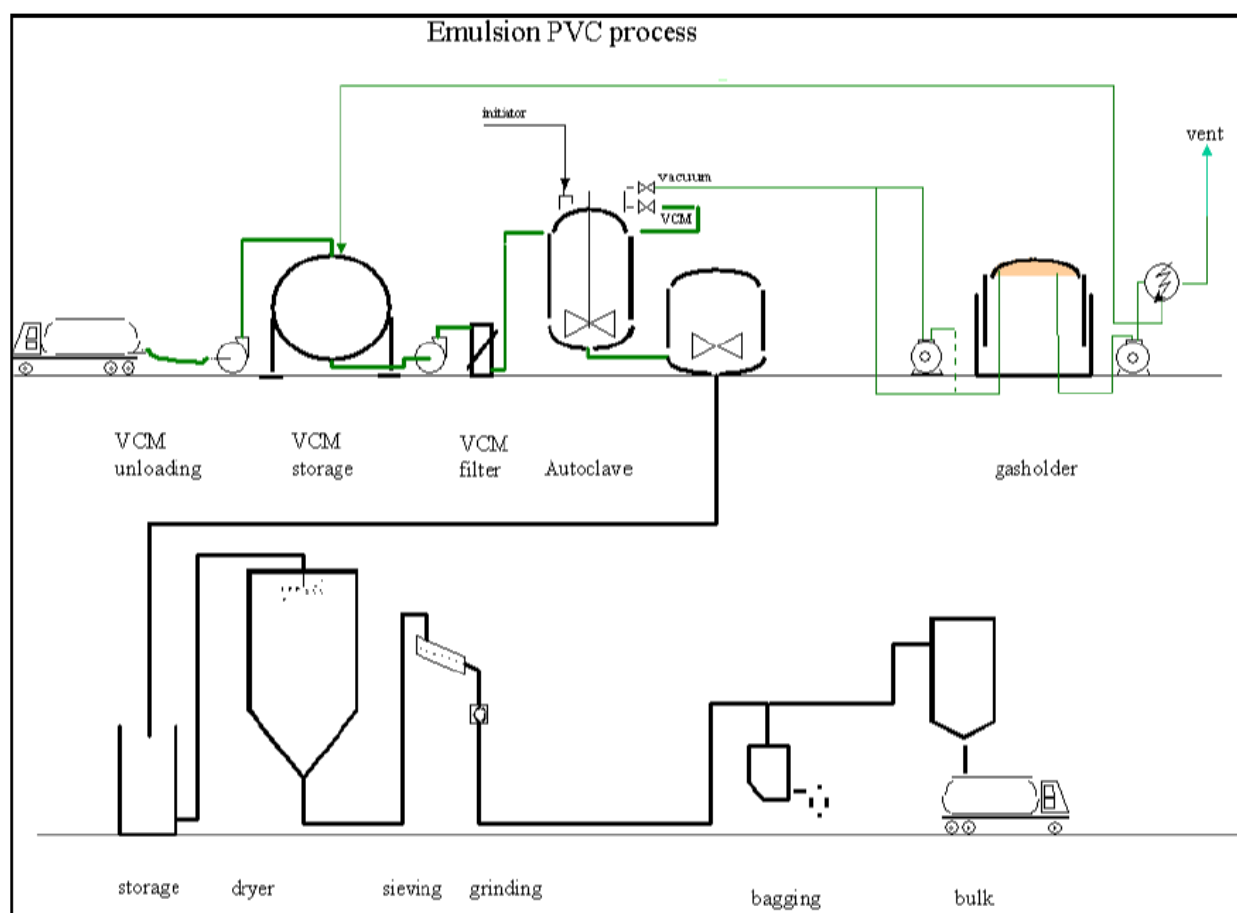 Emulsion PVC process
initiator
vent
vacuum
VCM
VCM
unloading
VCM
storage
VCM
filter
Autoclave
gasholder
storage
dryer
sieving
grinding
bagging
bulk